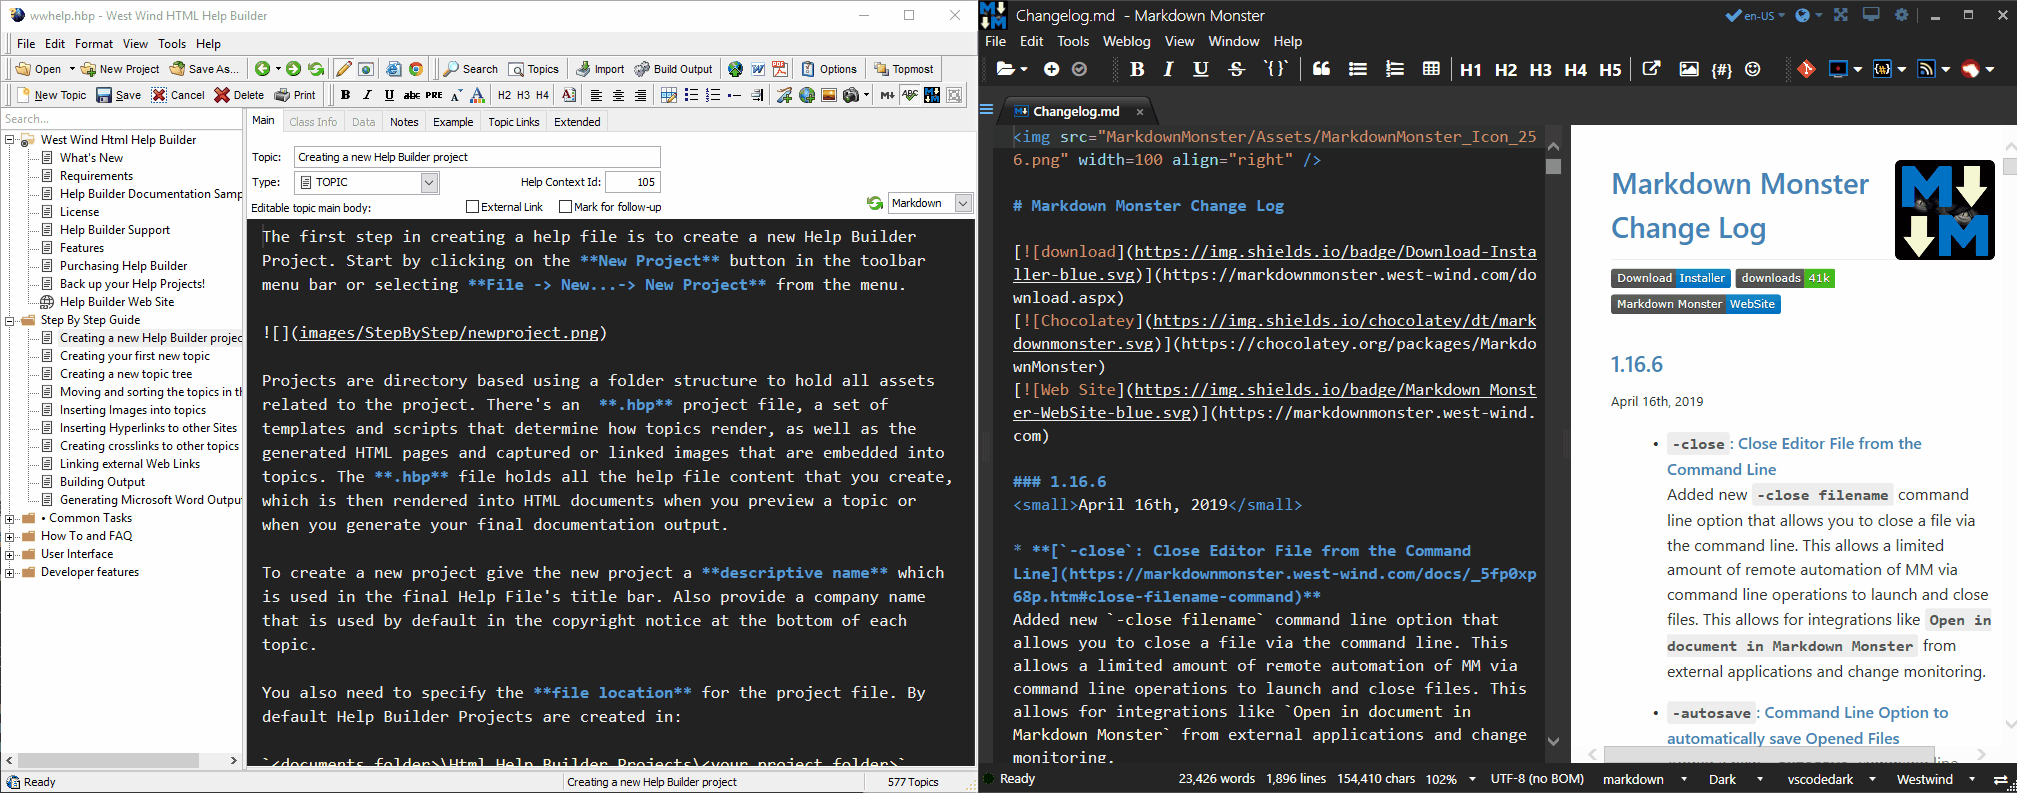 wwhelp.hbp - West Wind HTML Help Builder
File Edit Format View Tools Help
Open New Project Save As... Search Topics Import Build Output Options Topmost
New Topic Save Cancel Delete Print B I U abc PRE A A H2 H3 H4 M+ ABC
Search...
West Wind Html Help Builder
What's New
Requirements
Help Builder Documentation Samp
License
Help Builder Support
Features
Purchasing Help Builder
Back up your Help Projects!
Help Builder Web Site
Step By Step Guide
Creating a new Help Builder projec
Creating your first new topic
Creating a new topic tree
Moving and sorting the topics in th
Inserting Images into topics
Inserting Hyperlinks to other Sites
Creating crosslinks to other topics
Linking external Web Links
Building Output
Generating Microsoft Word Outpu
• Common Tasks
How To and FAQ
User Interface
Developer features
Main Class Info Data Notes Example Topic Links Extended
Topic: Creating a new Help Builder project
Type: TOPIC Help Context Id: 105
Editable topic main body: External Link Mark for follow-up Markdown
The first step in creating a help file is to create a new Help Builder
Project. Start by clicking on the **New Project** button in the toolbar
menu bar or selecting **File -> New...-> New Project** from the menu.
![](images/StepByStep/newproject.png)
Projects are directory based using a folder structure to hold all assets
related to the project. There's an  **.hbp** project file, a set of
templates and scripts that determine how topics render, as well as the
generated HTML pages and captured or linked images that are embedded into
topics. The **.hbp** file holds all the help file content that you create,
which is then rendered into HTML documents when you preview a topic or
when you generate your final documentation output.
To create a new project give the new project a **descriptive name** which
is used in the final Help File's title bar. Also provide a company name
that is used by default in the copyright notice at the bottom of each
topic.
You also need to specify the **file location** for the project file. By
default Help Builder Projects are created in:
`<documents folder>\Html Help Builder Projects\<your project folder>`
Ready Creating a new Help Builder project 577 Topics
Changelog.md - Markdown Monster en-US
File Edit Tools Weblog View Window Help
B I U S `{}` H1 H2 H3 H4 H5 {#}
Changelog.md ×
<img src="MarkdownMonster/Assets/MarkdownMonster_Icon_25
6.png" width=100 align="right" />
# Markdown Monster Change Log
[![download](https://img.shields.io/badge/Download-Insta
ller-blue.svg)](https://markdownmonster.west-wind.com/do
wnload.aspx)
[![Chocolatey](https://img.shields.io/chocolatey/dt/mark
downmonster.svg)](https://chocolatey.org/packages/Markdo
wnMonster)
[![Web Site](https://img.shields.io/badge/Markdown_Monst
er-WebSite-blue.svg)](https://markdownmonster.west-wind.
com)
### 1.16.6
<small>April 16th, 2019</small>
* **[`-close`: Close Editor File from the Command
Line](https://markdownmonster.west-wind.com/docs/_5fp0xp
68p.htm#close-filename-command)**
Added new `-close filename` command line option that
allows you to close a file via the command line. This
allows a limited amount of remote automation of MM via
command line operations to launch and close files. This
allows for integrations like `Open in document in
Markdown Monster` from external applications and change
monitoring.
Markdown Monster
Change Log
M M
Download Installer downloads 41k
Markdown Monster WebSite
1.16.6
April 16th, 2019
• -close: Close Editor File from the
Command Line
Added new -close filename command
line option that allows you to close a file via
the command line. This allows a limited
amount of remote automation of MM via
command line operations to launch and close
files. This allows for integrations like Open in
document in Markdown Monster from
external applications and change monitoring.
• -autosave: Command Line Option to
automatically save Opened Files
Ready 23,426 words 1,896 lines 154,410 chars 102% UTF-8 (no BOM) markdown Dark vscodedark Westwind